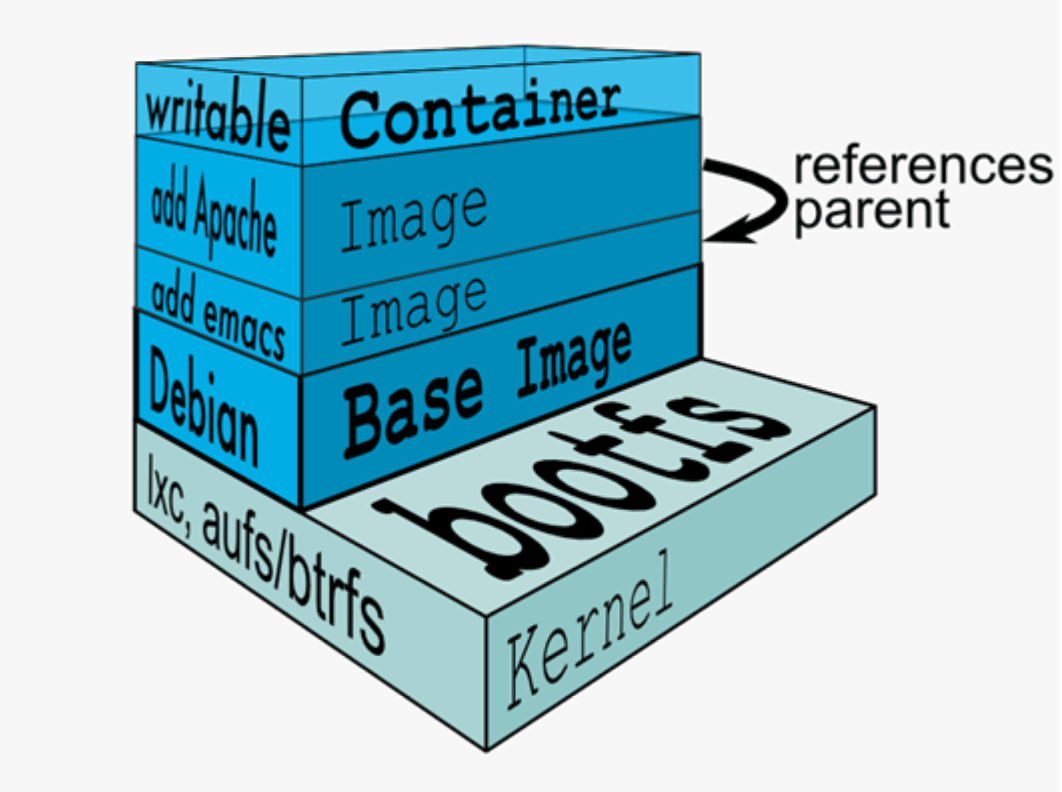 writable Container
add Apache Image
references
parent
add emacs Image
Debian Base Image
bootfs
lxc, aufs/btrfs
Kernel